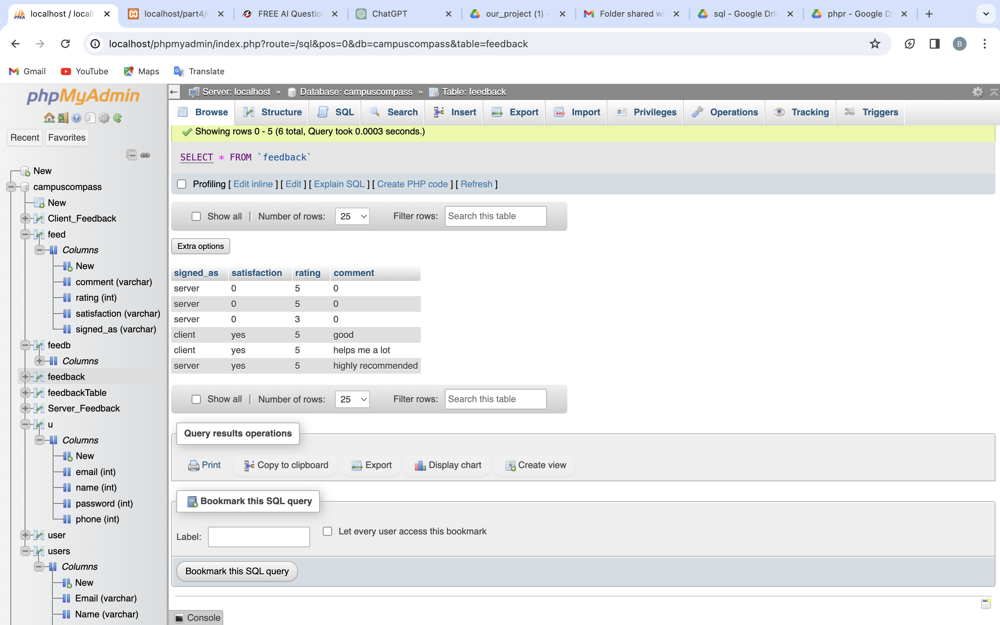 localhost / localh
localhost/part4/
FREE AI Questio
ChatGPT
our_project (1) -
Folder shared wi
sql - Google Driv
phpr - Google D
localhost/phpmyadmin/index.php?route=/sql&pos=0&db=campuscompass&table=feedback
B
Gmail
YouTube
Maps
Translate
phpMyAdmin
Recent
Favorites
New
campuscompass
New
Client_Feedback
feed
Columns
New
comment (varchar)
rating (int)
satisfaction (varchar)
signed_as (varchar)
feedb
Columns
feedback
feedbackTable
Server_Feedback
u
Columns
New
email (int)
name (int)
password (int)
phone (int)
user
users
Columns
New
Email (varchar)
Name (varchar)
Server: localhost » Database: campuscompass » Table: feedback
Browse Structure SQL Search Insert Export Import Privileges Operations Tracking Triggers
Showing rows 0 - 5 (6 total, Query took 0.0003 seconds.)
SELECT * FROM `feedback`
Profiling [ Edit inline ] [ Edit ] [ Explain SQL ] [ Create PHP code ] [ Refresh ]
Show all | Number of rows: 25 Filter rows: Search this table
Extra options
signed_as satisfaction rating comment
server 0 5 0
server 0 5 0
server 0 3 0
client yes 5 good
client yes 5 helps me a lot
server yes 5 highly recommended
Show all | Number of rows: 25 Filter rows: Search this table
Query results operations
Print Copy to clipboard Export Display chart Create view
Bookmark this SQL query
Label: Let every user access this bookmark
Bookmark this SQL query
Console